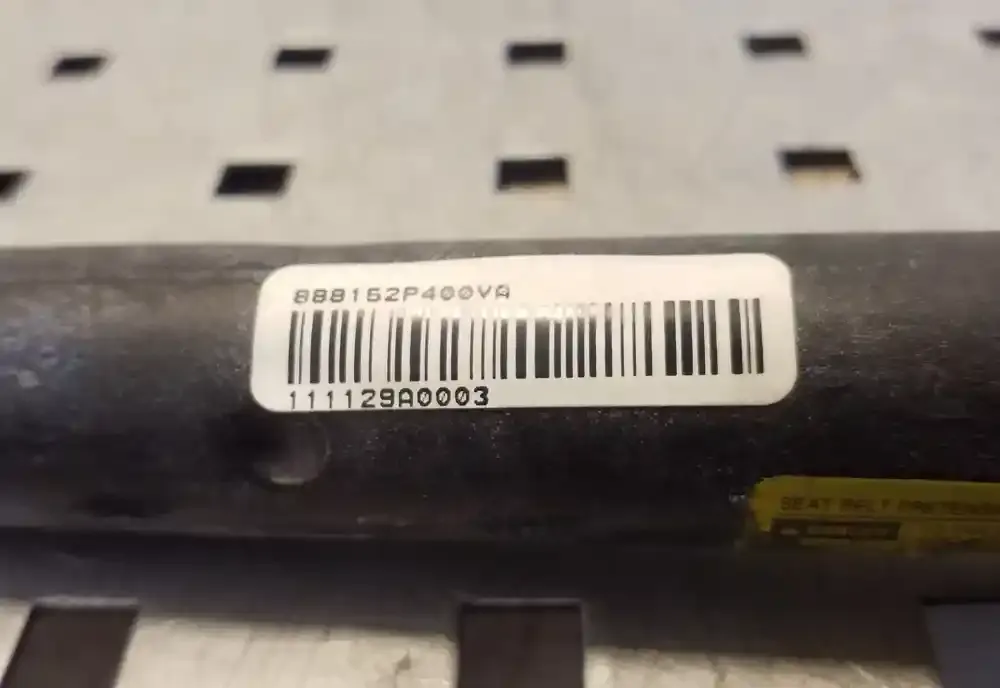 888152P400VA
111129A0003
SEAT BELT PRETENS